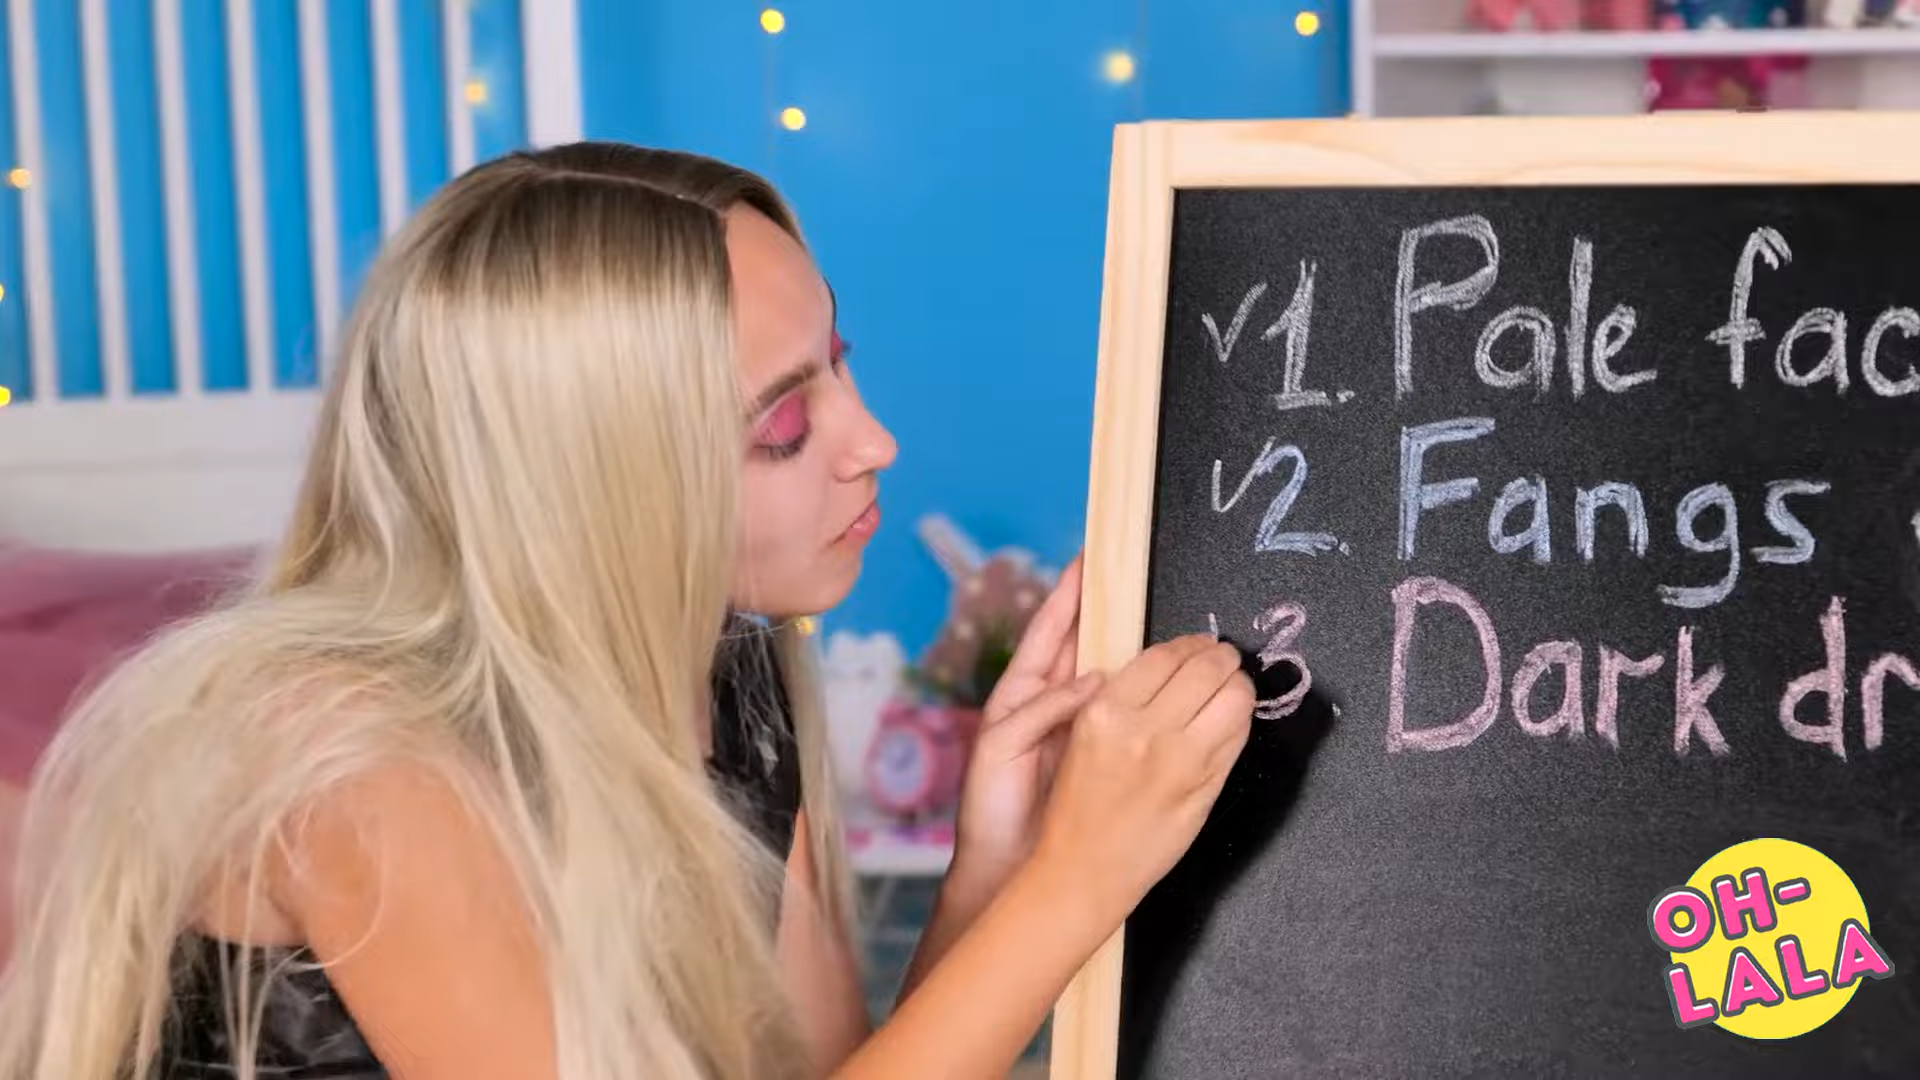 ✓1. Pale fac
✓2. Fangs
3. Dark dr
OH-
LALA